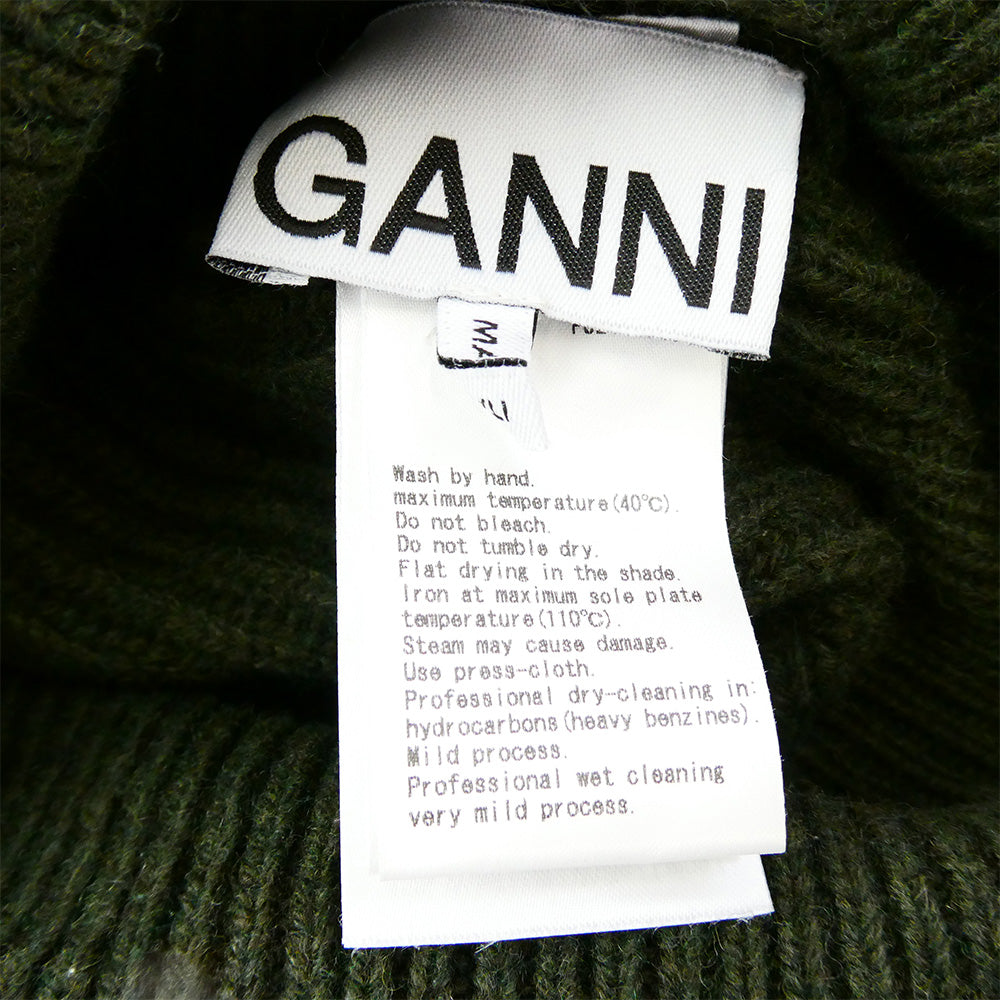 GANNI
MA
Wash by hand.
maximum temperature(40℃).
Do not bleach.
Do not tumble dry.
Flat drying in the shade.
Iron at maximum sole plate
temperature(110℃).
Steam may cause damage.
Use press-cloth.
Professional dry-cleaning in:
hydrocarbons(heavy benzines).
Mild process.
Professional wet cleaning
very mild process.